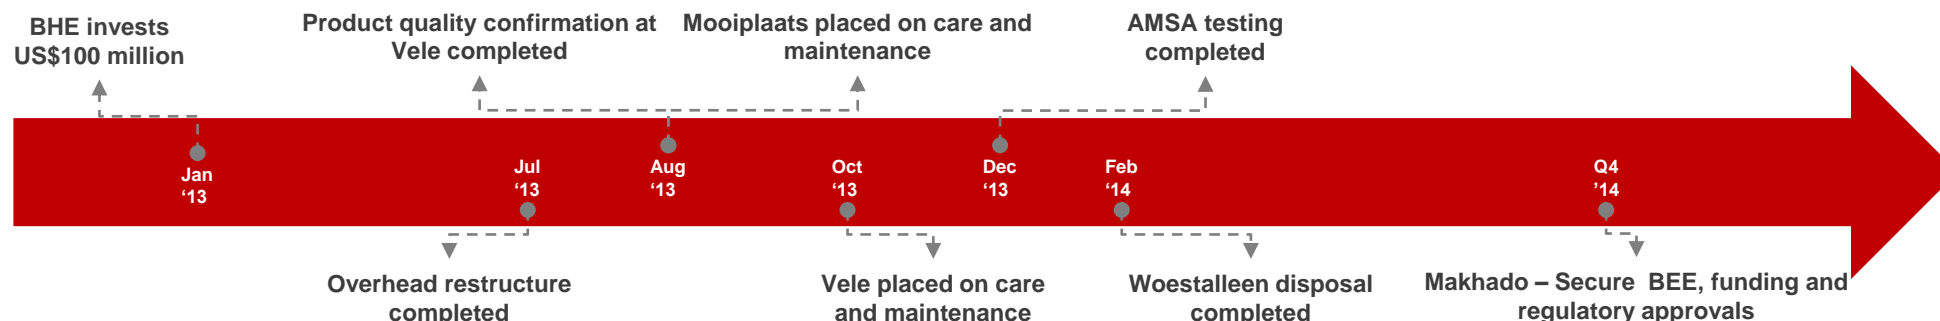 BHE invests
US$100 million
Product quality confirmation at
Vele completed
Mooiplaats placed on care and
maintenance
AMSA testing
completed
Jan
‘13
Jul
‘13
Aug
‘13
Oct
‘13
Dec
‘13
Feb
‘14
Q4
’14
Overhead restructure
completed
Vele placed on care
and maintenance
Woestalleen disposal
completed
Makhado – Secure  BEE, funding and
regulatory approvals